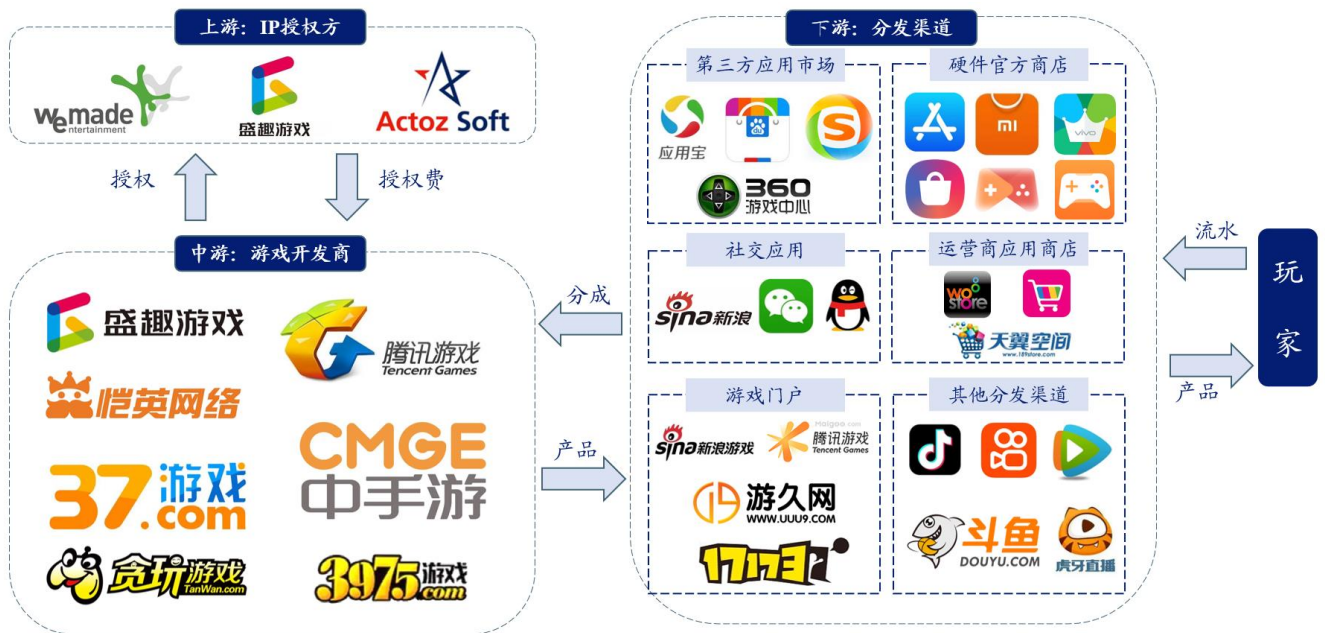 上游：IP授权方
wemade
entertainment
盛趣游戏
Actoz Soft
授权
授权费
中游：游戏开发商
盛趣游戏
腾讯游戏
Tencent Games
恺英网络
CMGE
中手游
37游戏
.com
贪玩游戏
TanWan.com
3975游戏
.com
分成
产品
下游：分发渠道
第三方应用市场
应用宝
du
S
360
游戏中心
硬件官方商店
mi
vivo
社交应用
sina新浪
运营商应用商店
wo
store
天翼空间
www.189store.com
游戏门户
sina新浪游戏
腾讯游戏
Tencent Games
游久网
WWW.UUU9.COM
17173
其他分发渠道
斗鱼
DOUYU.COM
虎牙直播
流水
产品
玩
家